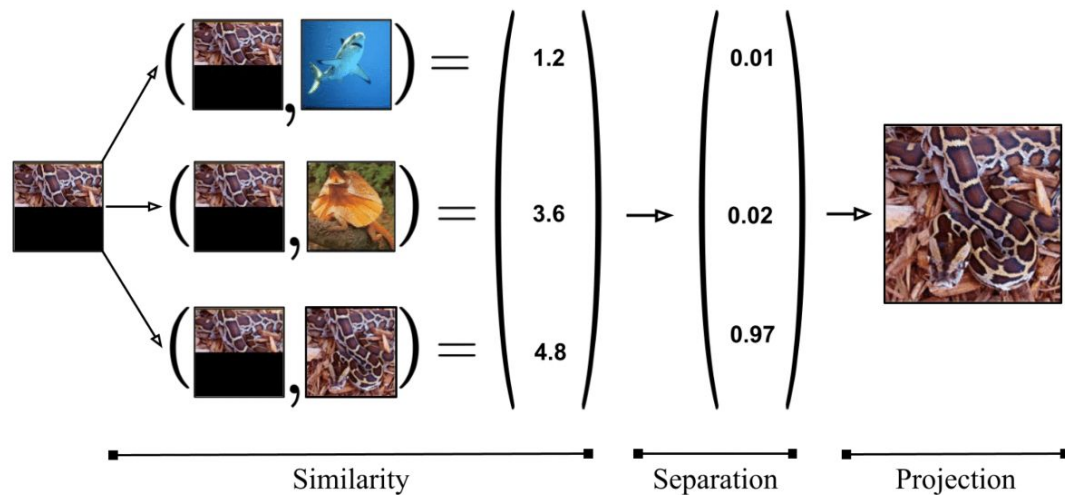 ( , ) = 1.2 0.01
( , ) = 3.6 0.02
( , ) = 4.8 0.97
Similarity Separation Projection